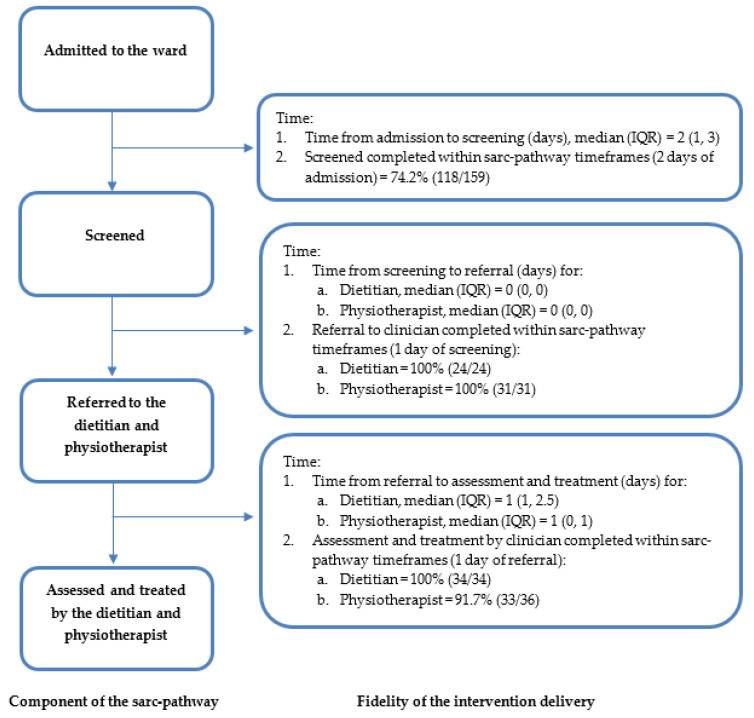 Admitted to the ward
Time:
1. Time from admission to screening (days), median (IQR) = 2 (1, 3)
2. Screened completed within sarc-pathway timeframes (2 days of
admission) = 74.2% (118/159)
Screened
Time:
1. Time from screening to referral (days) for:
a. Dietitian, median (IQR) = 0 (0, 0)
b. Physiotherapist, median (IQR) = 0 (0, 0)
2. Referral to clinician completed within sarc-pathway
timeframes (1 day of screening):
a. Dietitian = 100% (24/24)
b. Physiotherapist = 100% (31/31)
Referred to the
dietitian and
physiotherapist
Time:
1. Time from referral to assessment and treatment (days) for:
a. Dietitian, median (IQR) = 1 (1, 2.5)
b. Physiotherapist, median (IQR) = 1 (0, 1)
2. Assessment and treatment by clinician completed within sarc-
pathway timeframes (1 day of referral):
a. Dietitian = 100% (34/34)
b. Physiotherapist = 91.7% (33/36)
Assessed and treated
by the dietitian and
physiotherapist
Component of the sarc-pathway
Fidelity of the intervention delivery